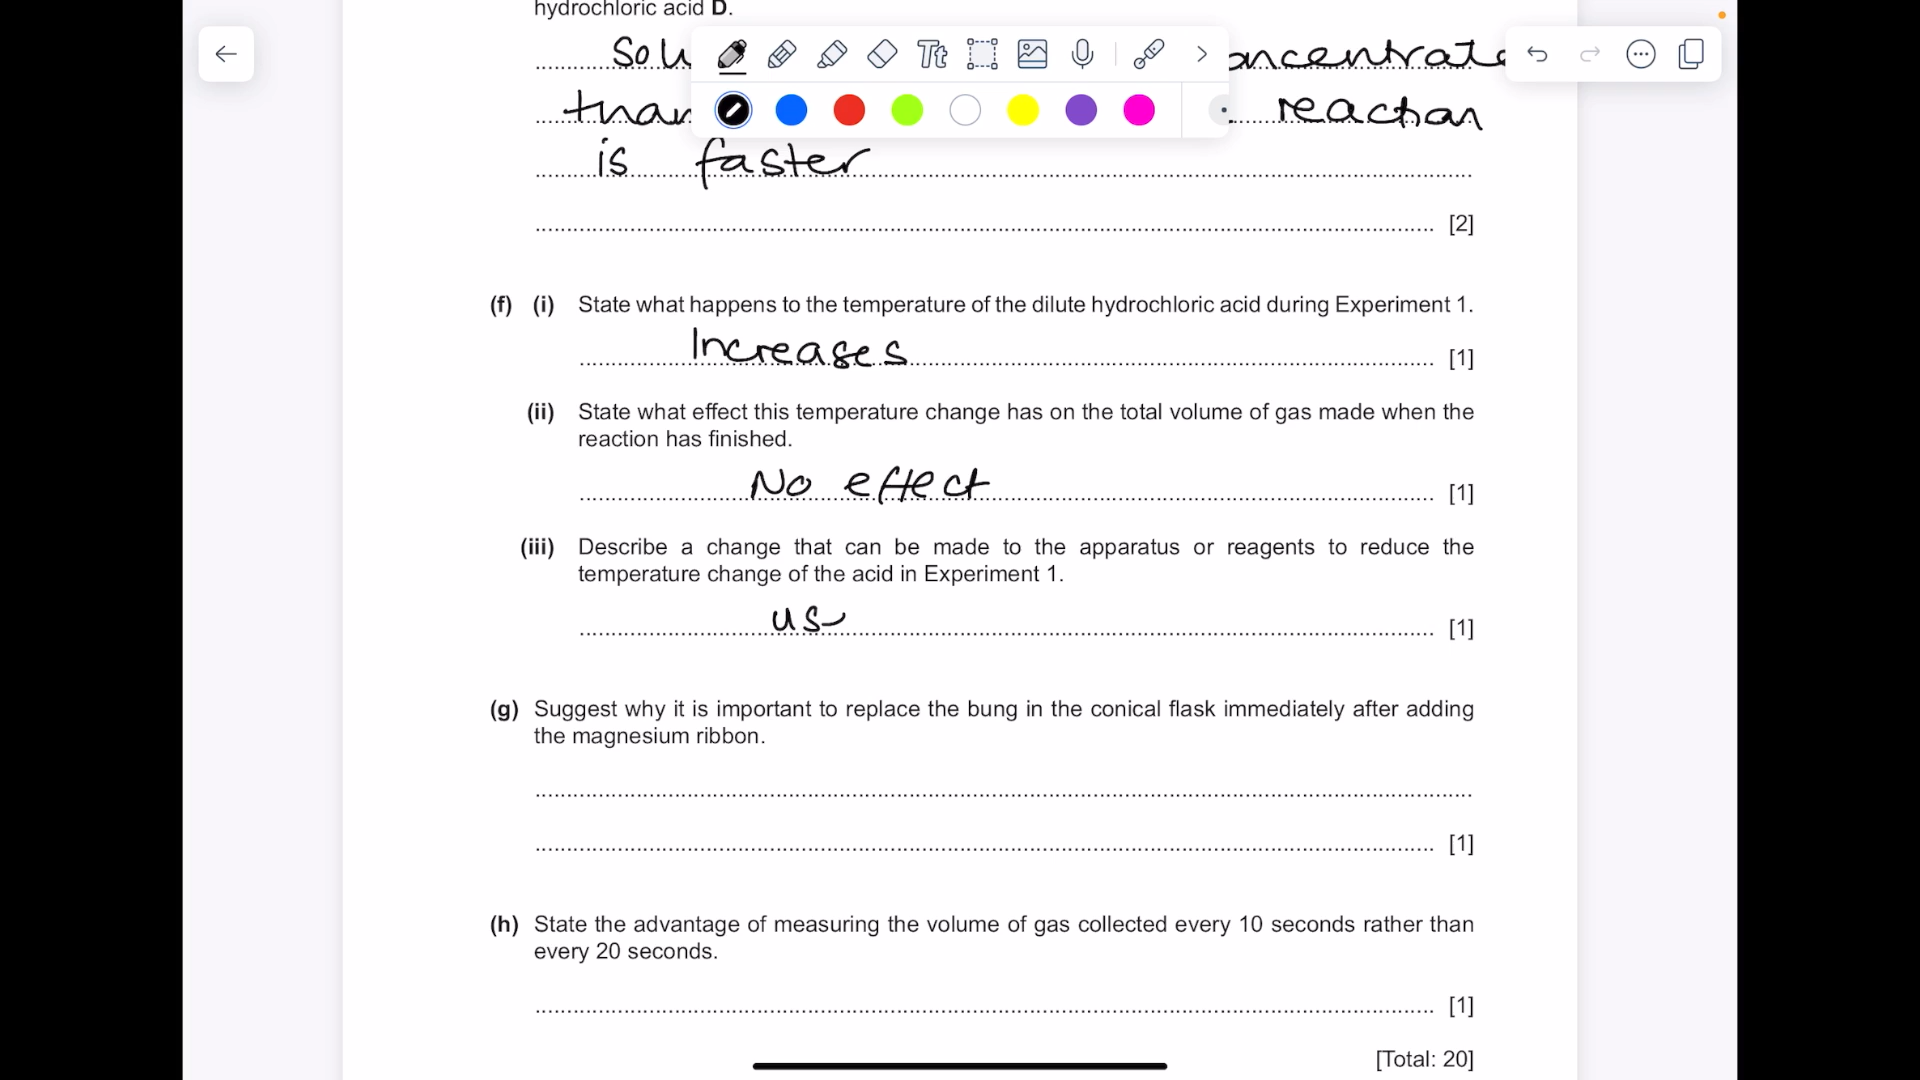 hydrochloric acid D.
Solu oncentrate
than reaction
is faster
[2]
(f) (i) State what happens to the temperature of the dilute hydrochloric acid during Experiment 1.
Increases [1]
(ii) State what effect this temperature change has on the total volume of gas made when the
reaction has finished.
No effect [1]
(iii) Describe a change that can be made to the apparatus or reagents to reduce the
temperature change of the acid in Experiment 1.
us [1]
(g) Suggest why it is important to replace the bung in the conical flask immediately after adding
the magnesium ribbon.
[1]
(h) State the advantage of measuring the volume of gas collected every 10 seconds rather than
every 20 seconds.
[1]
[Total: 20]